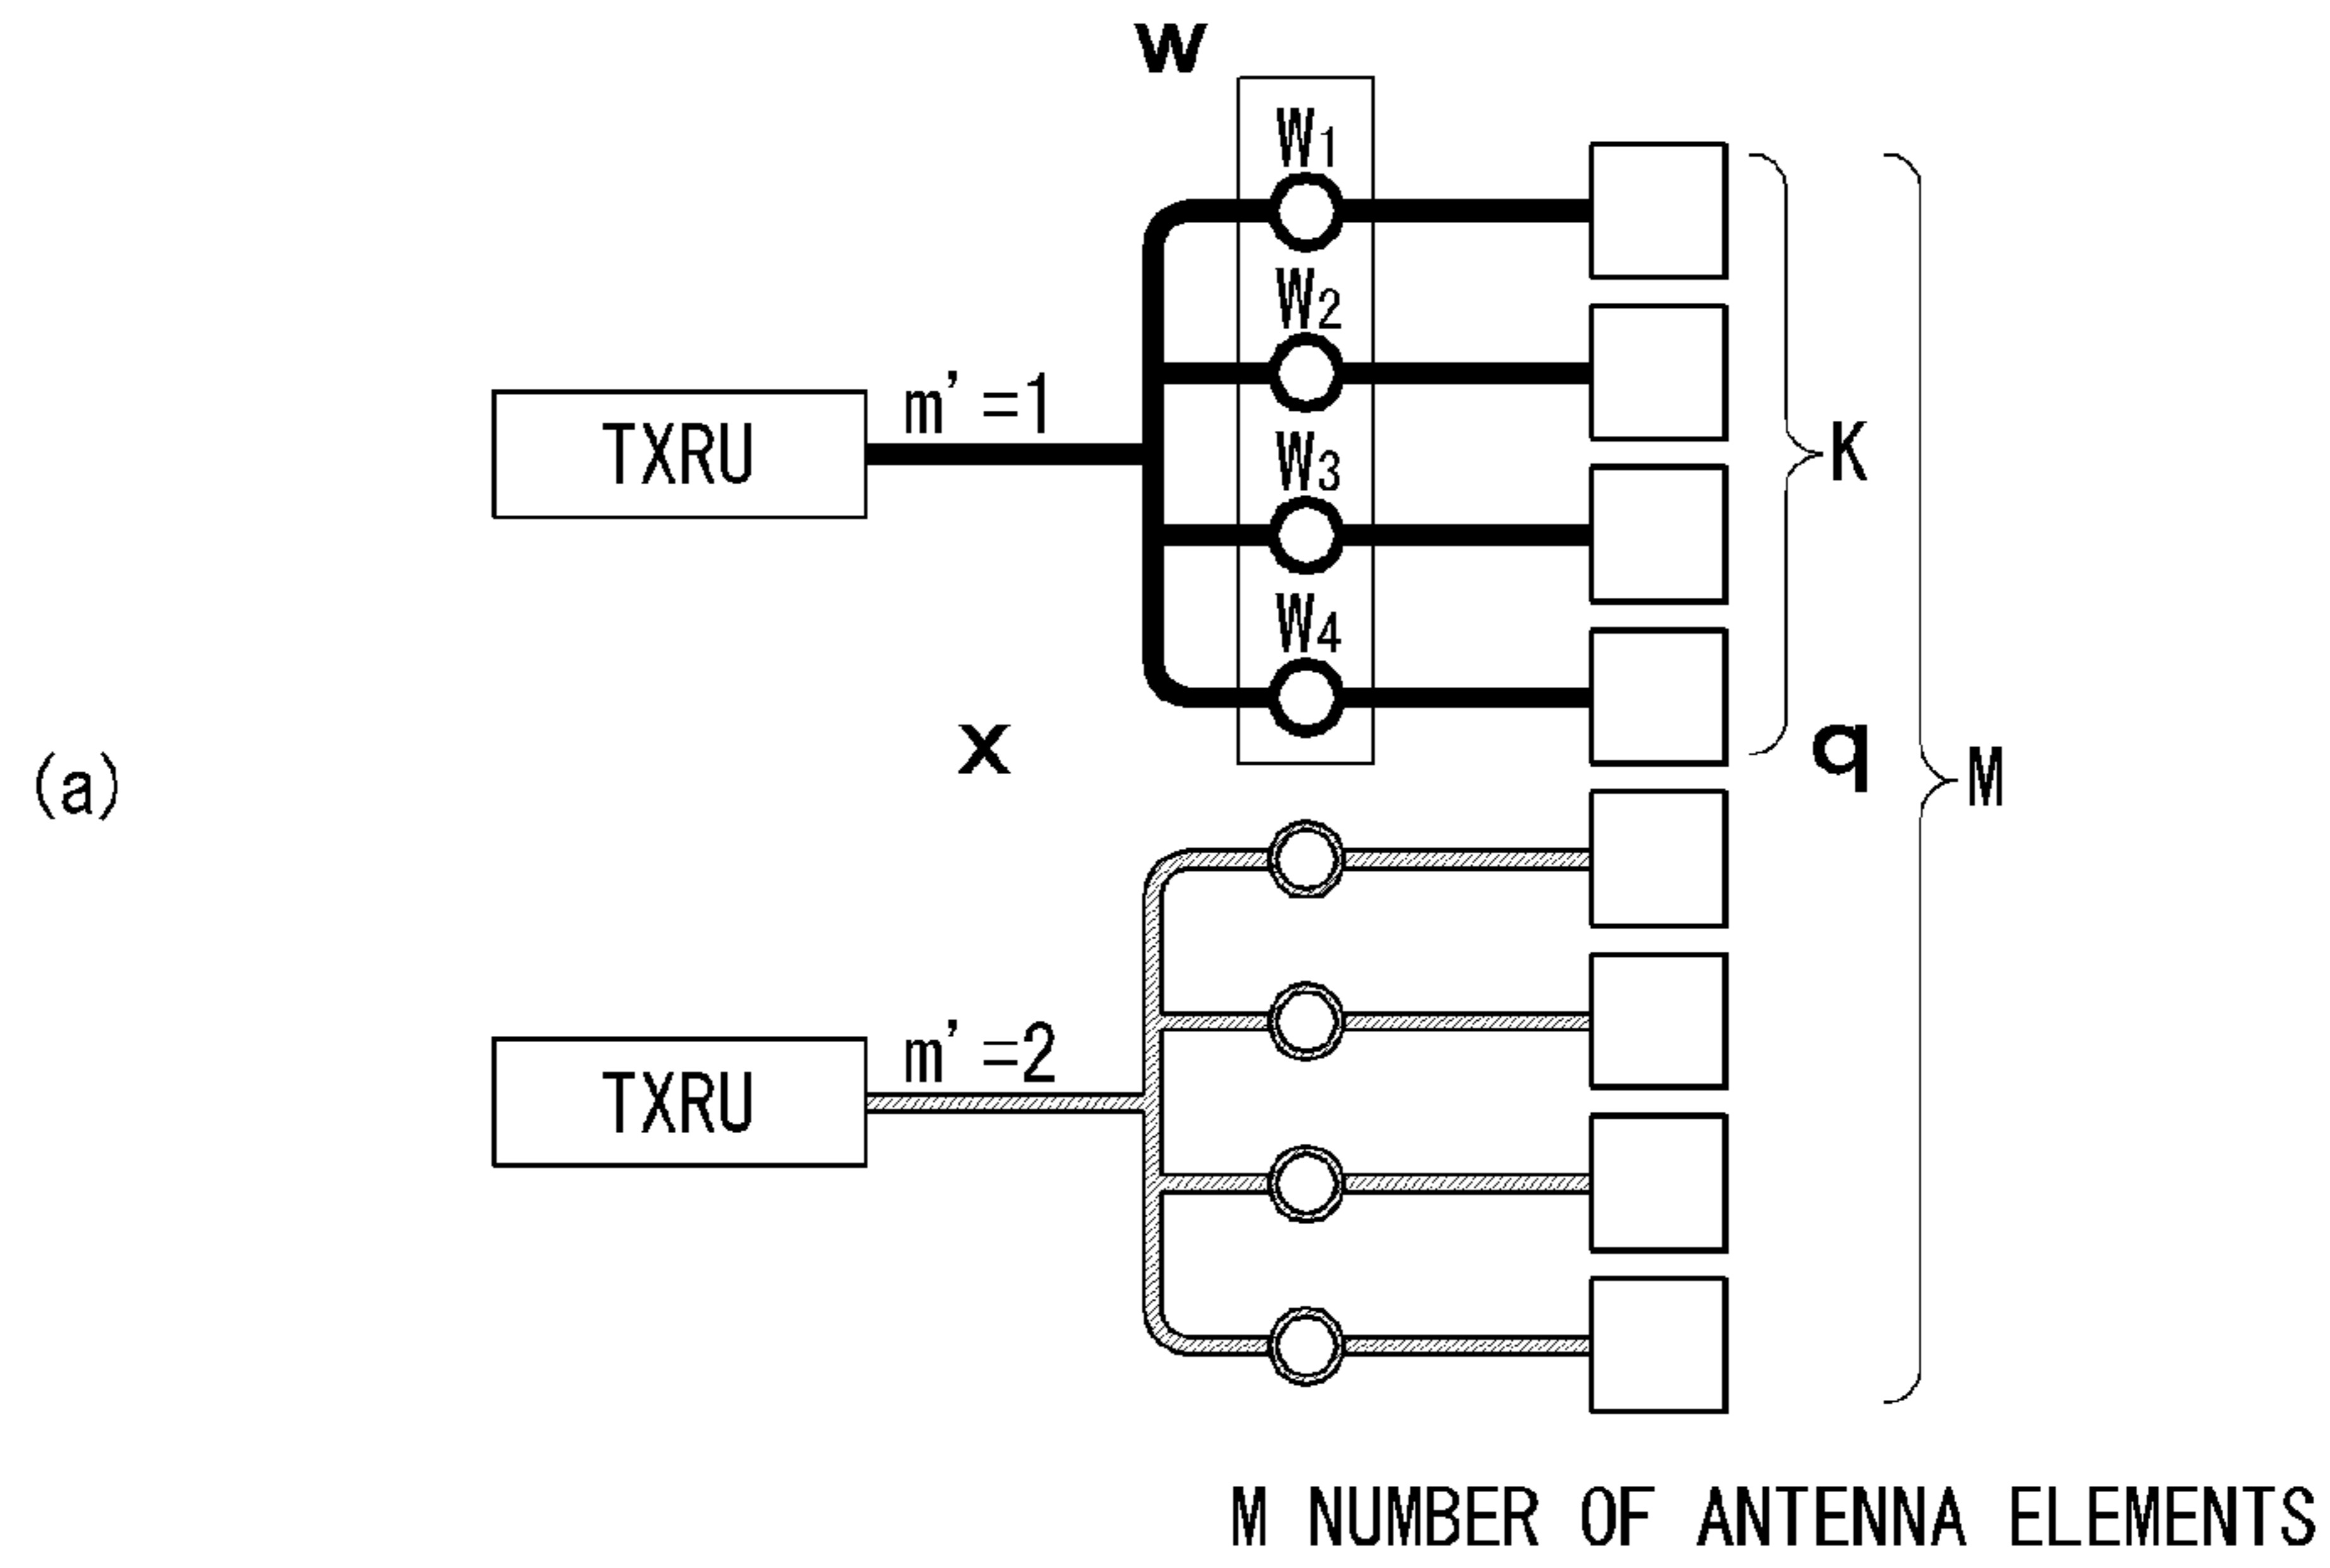 w
W1
W2
m'=1
TXRU
W3
K
W4
x
q
(a)
M
m'=2
TXRU
M NUMBER OF ANTENNA ELEMENTS